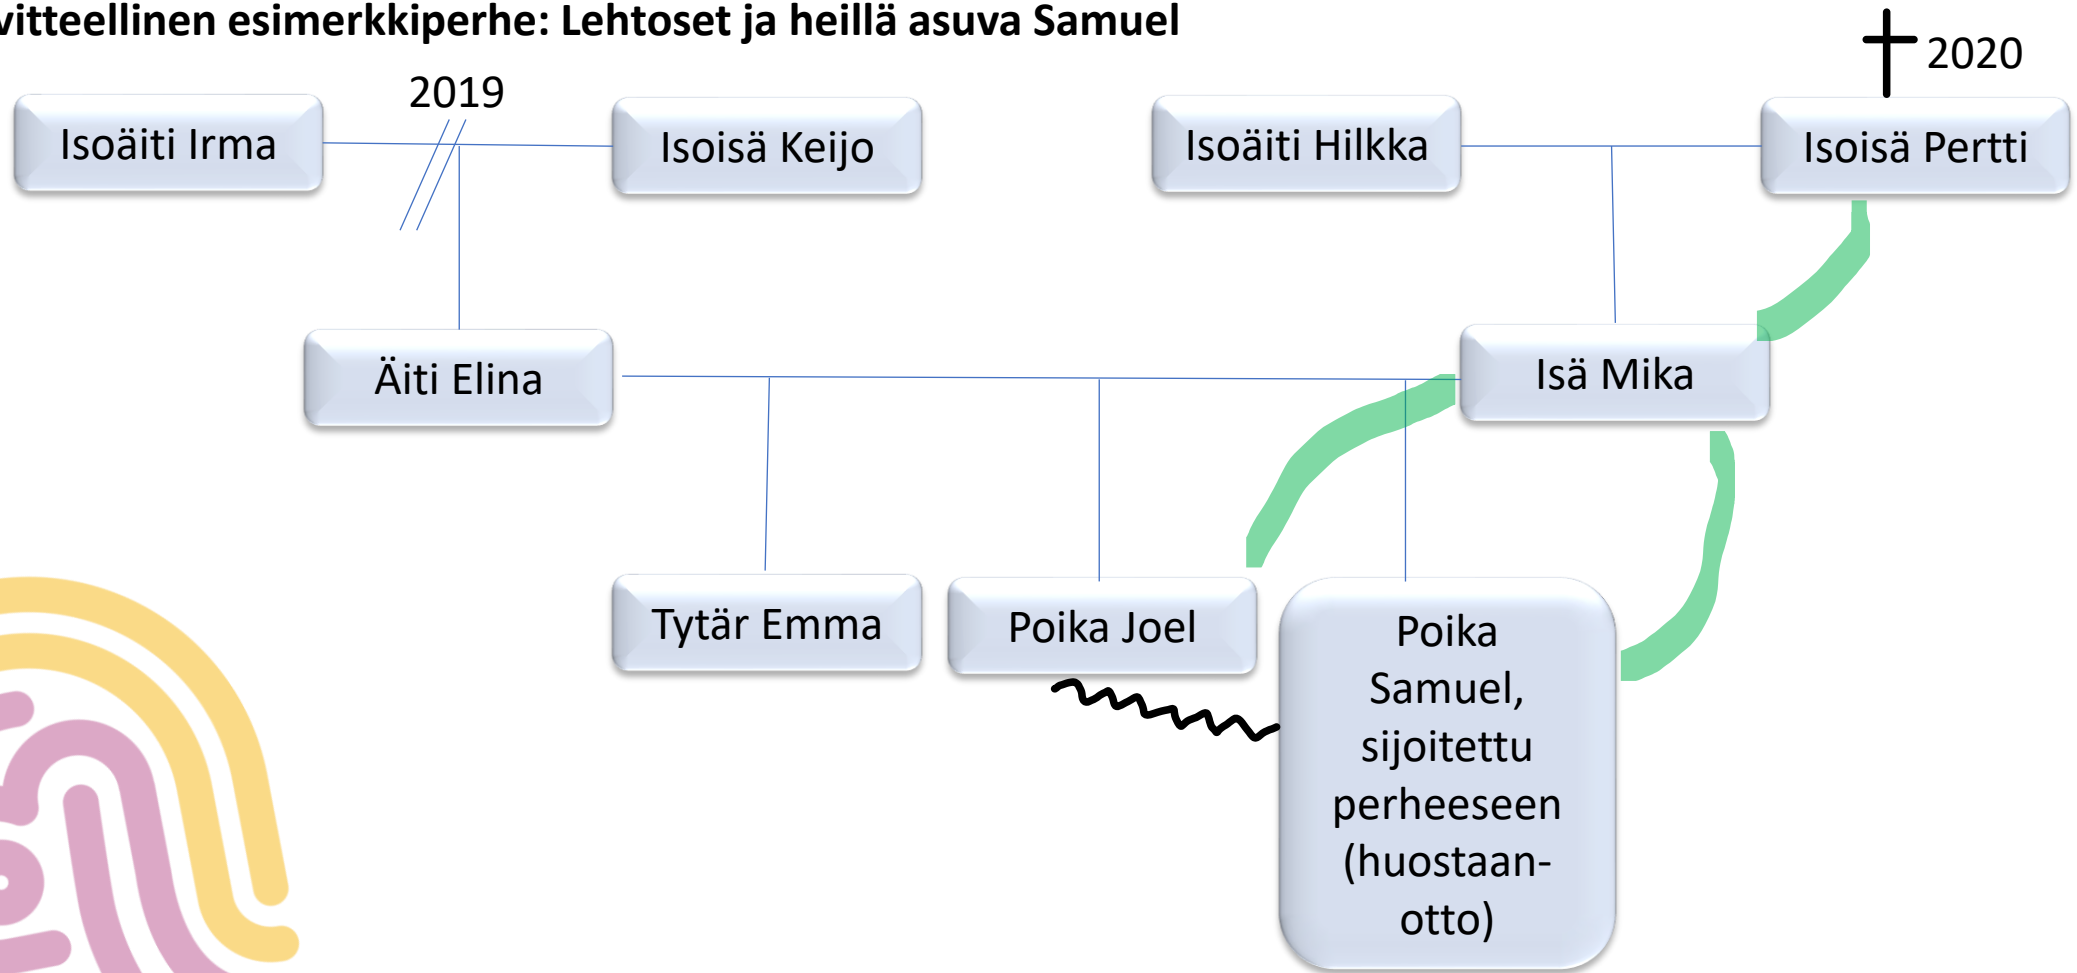 vitteellinen esimerkkiperhe: Lehtoset ja heillä asuva Samuel
2020
2019
Isoäiti Irma
Isoisä Keijo
Isoäiti Hilkka
Isoisä Pertti
Äiti Elina
Isä Mika
Tytär Emma
Poika Joel
Poika
Samuel,
sijoitettu
perheeseen
(huostaan-
otto)